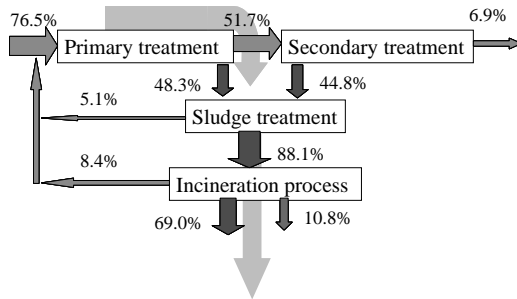 76.5%
51.7%
6.9%
Primary treatment
Secondary treatment
48.3%
44.8%
5.1%
Sludge treatment
88.1%
8.4%
Incineration process
69.0%
10.8%